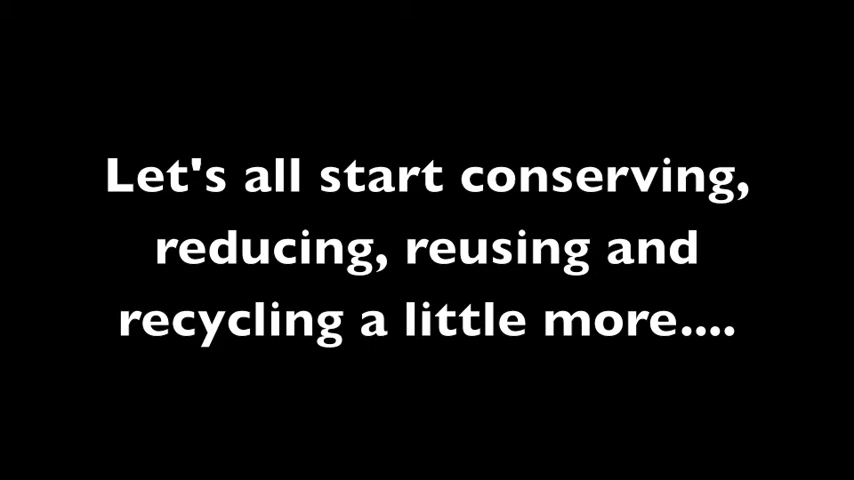 Let's all start conserving,
reducing, reusing and
recycling a little more....